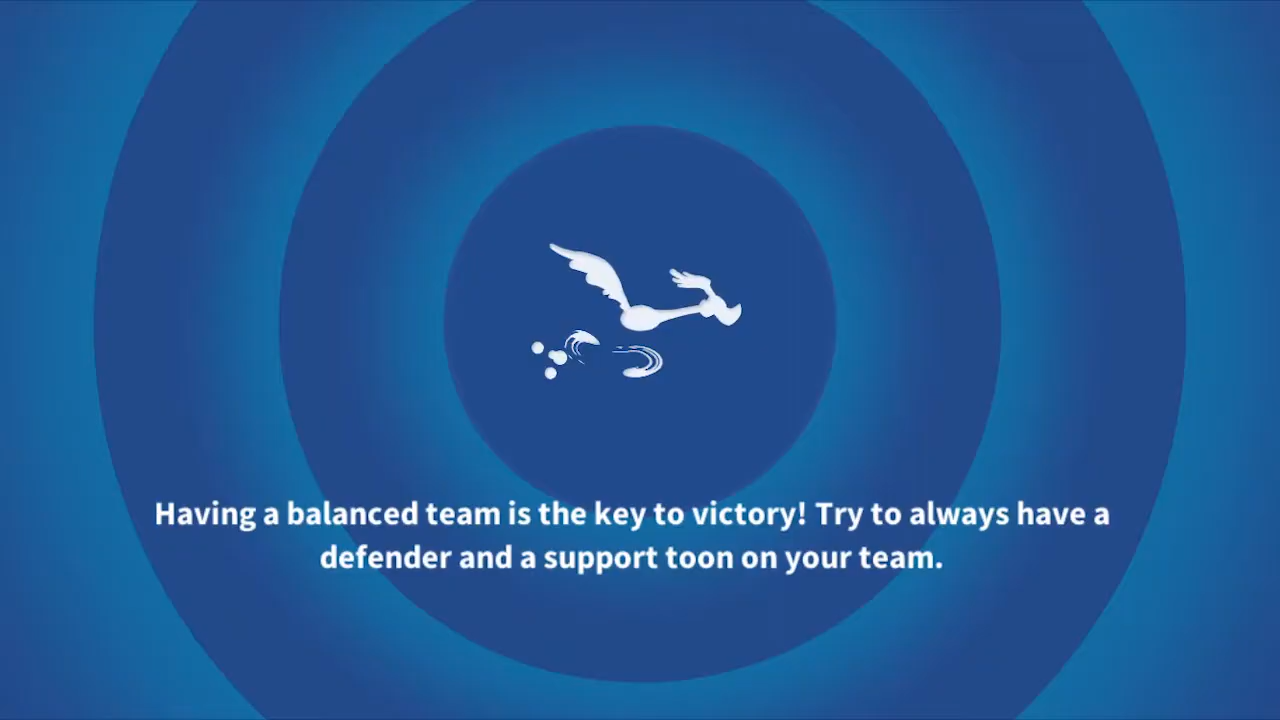 Having a balanced team is the key to victory! Try to always have a
defender and a support toon on your team.